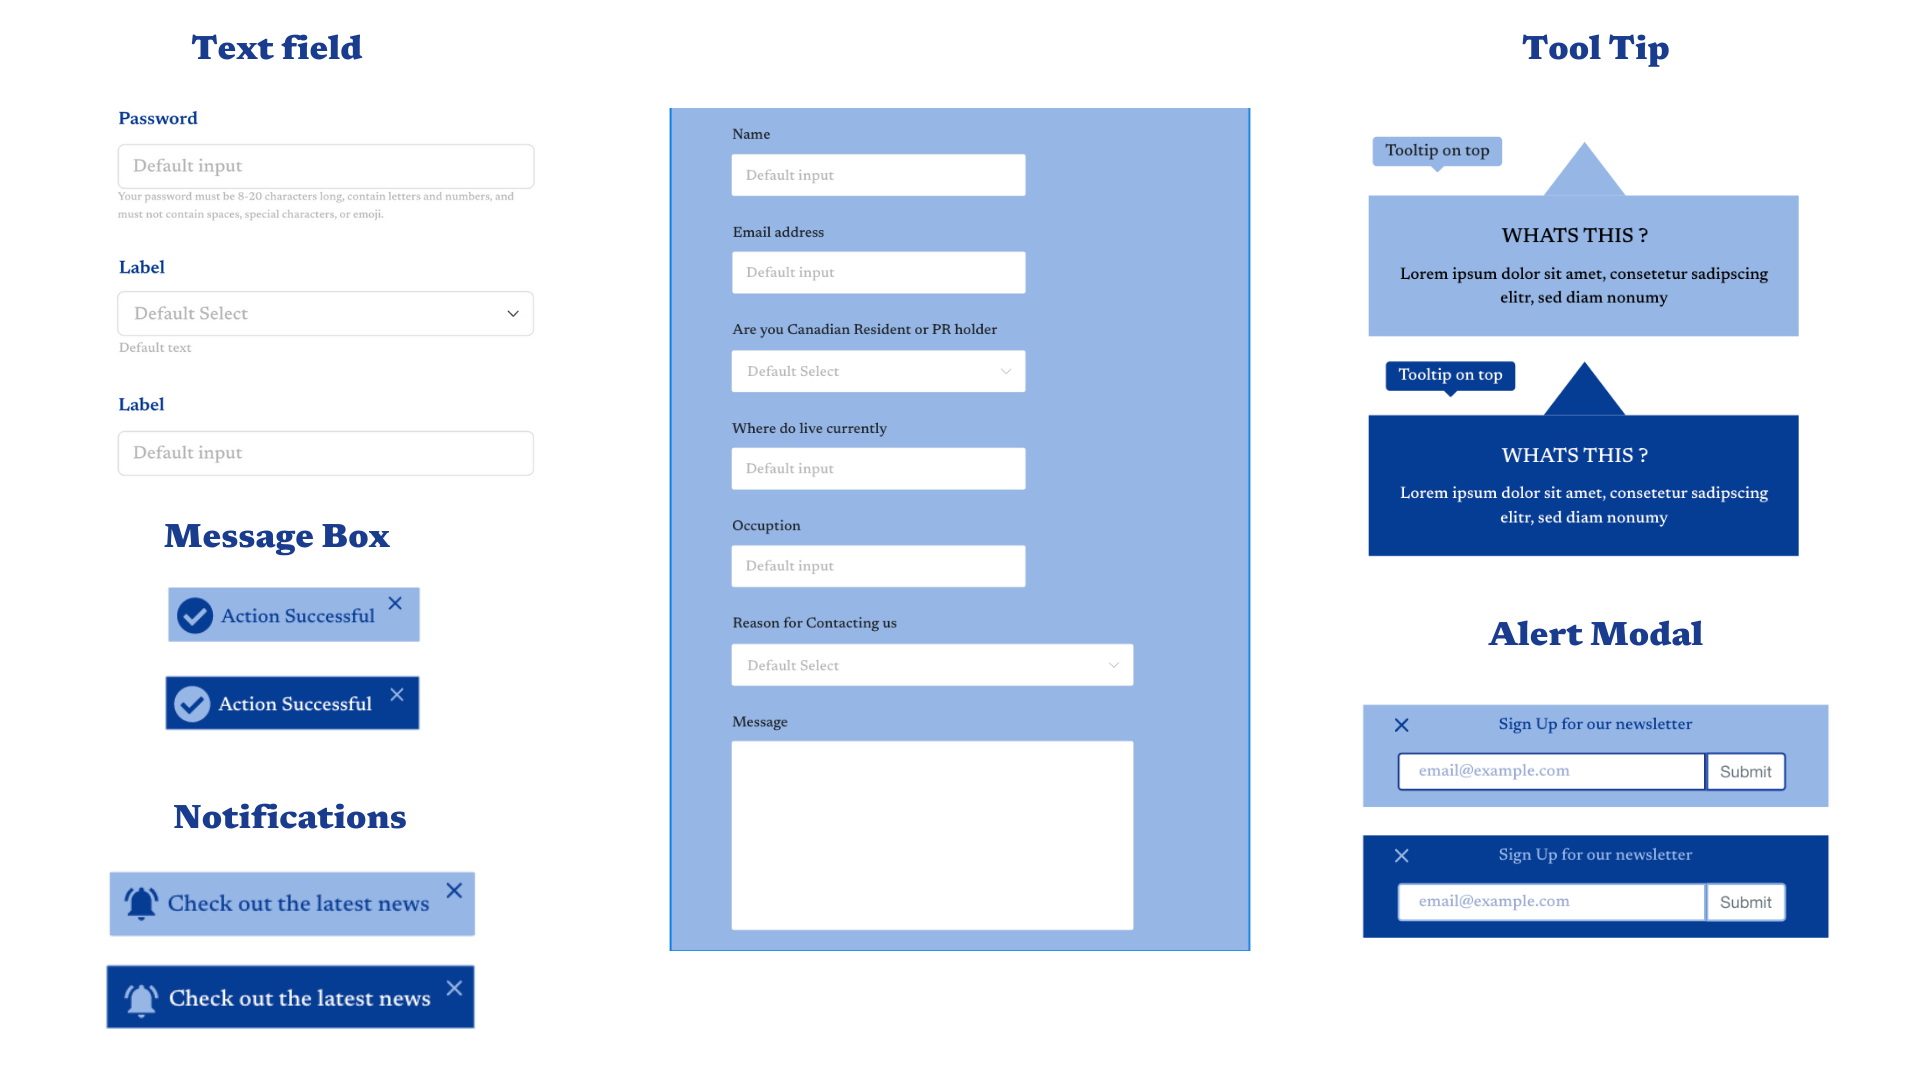 Text field
Password
Default input
Your password must be 8-20 characters long, contain letters and numbers, and
must not contain spaces, special characters, or emoji.
Label
Default Select
Default text
Label
Default input
Message Box
Action Successful
Action Successful
Notifications
Check out the latest news
Check out the latest news
Name
Default input
Email address
Default input
Are you Canadian Resident or PR holder
Default Select
Where do live currently
Default input
Occuption
Default input
Reason for Contacting us
Default Select
Message
Tool Tip
Tooltip on top
WHATS THIS ?
Lorem ipsum dolor sit amet, consetetur sadipscing
elitr, sed diam nonumy
Tooltip on top
WHATS THIS ?
Lorem ipsum dolor sit amet, consetetur sadipscing
elitr, sed diam nonumy
Alert Modal
Sign Up for our newsletter
email@example.com Submit
Sign Up for our newsletter
email@example.com Submit